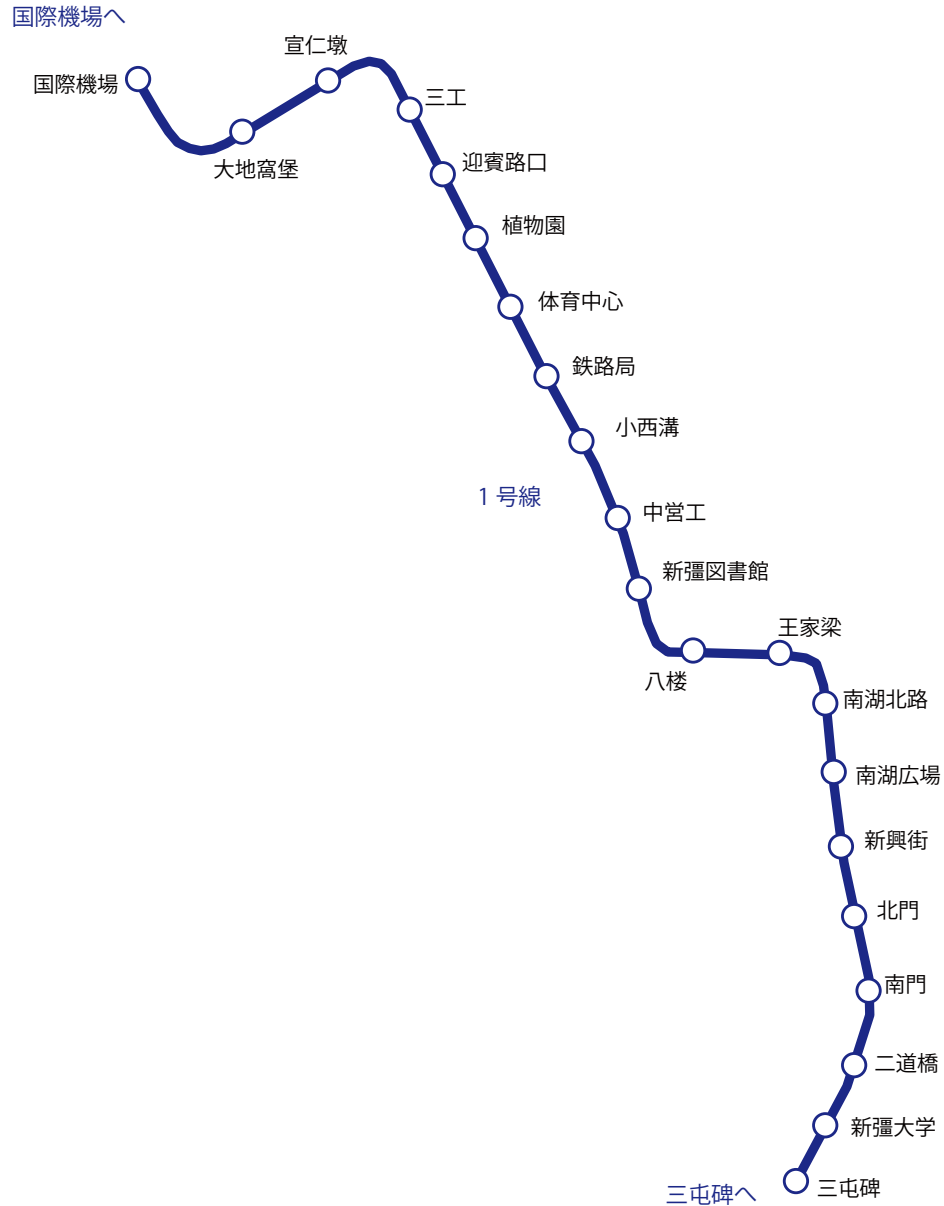 国際機場へ
宣仁墩
国際機場
三工
大地窩堡
迎賓路口
植物園
体育中心
鉄路局
小西溝
1 号線
中営工
新彊図書館
王家梁
八楼
南湖北路
南湖広場
新興街
北門
南門
二道橋
新彊大学
三屯碑
三屯碑へ